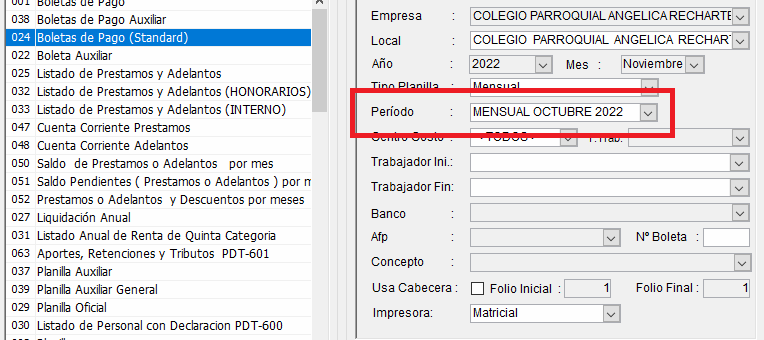 001 Boletas de Pago
038 Boletas de Pago Auxiliar
024 Boletas de Pago (Standard)
022 Boleta Auxiliar
025 Listado de Prestamos y Adelantos
032 Listado de Prestamos y Adelantos (HONORARIOS)
033 Listado de Prestamos y Adelantos (INTERNO)
047 Cuenta Corriente Prestamos
048 Cuenta Corriente Adelantos
050 Saldo de Prestamos o Adelantos por mes
051 Saldo Pendientes ( Prestamos o Adelantos ) por m
052 Prestamos o Adelantos y Descuentos por meses
027 Liquidación Anual
031 Listado Anual de Renta de Quinta Categoria
063 Aportes, Retenciones y Tributos PDT-601
037 Planilla Auxiliar
040 Planilla Auxiliar General
029 Planilla Oficial
030 Listado de Personal con Declaracion PDT-600
Empresa : COLEGIO PARROQUIAL ANGELICA RECHARTE
Local : COLEGIO PARROQUIAL ANGELICA RECHART
Año : 2022 Mes : Noviembre
Tipo Planilla : Mensual
Período : MENSUAL OCTUBRE 2022
Centro Costo : <TODOS> T.Trab.
Trabajador Ini.:
Trabajador Fin:
Banco :
Afp : Nº Boleta :
Concepto :
Usa Cabecera : Folio Inicial : 1 Folio Final : 1
Impresora: Matricial